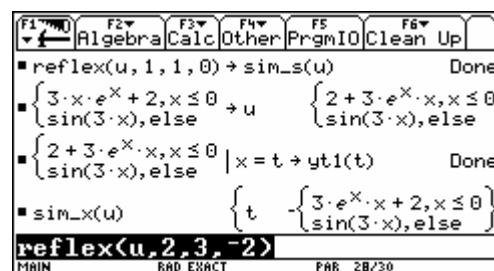 F1 F2 F3 F4 F5 F6
Algebra Calc Other PrgmIO Clean Up
▪reflex(u,1,1,0)→sim_s(u) Done
▪{3·x·e^x+2,x≤0 →u {2+3·e^x·x,x≤0
sin(3·x),else sin(3·x),else
▪{2+3·e^x·x,x≤0 |x=t→yt1(t) Done
sin(3·x),else
▪sim_x(u) {t -{3·e^x·x+2,x≤0}
sin(3·x),else
reflex(u,2,3,⁻2)
MAIN RAD EXACT PAR 28/30